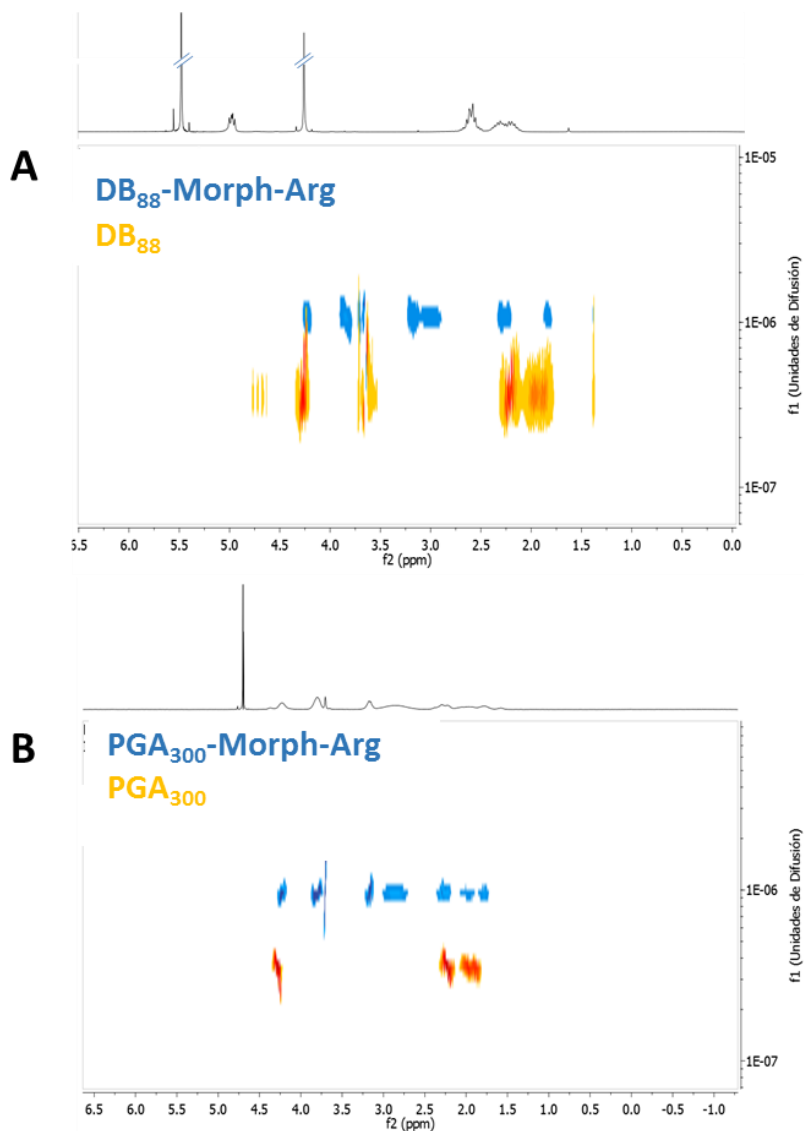 A
DB₈₈-Morph-Arg
DB₈₈
1E-05
1E-06
1E-07
f1 (Unidades de Difusión)
5.5 6.0 5.5 5.0 4.5 4.0 3.5 3.0 2.5 2.0 1.5 1.0 0.5 0.0
f2 (ppm)
B
PGA₃₀₀-Morph-Arg
PGA₃₀₀
1E-06
1E-07
f1 (Unidades de Difusión)
6.5 6.0 5.5 5.0 4.5 4.0 3.5 3.0 2.5 2.0 1.5 1.0 0.5 0.0 -0.5 -1.0
f2 (ppm)